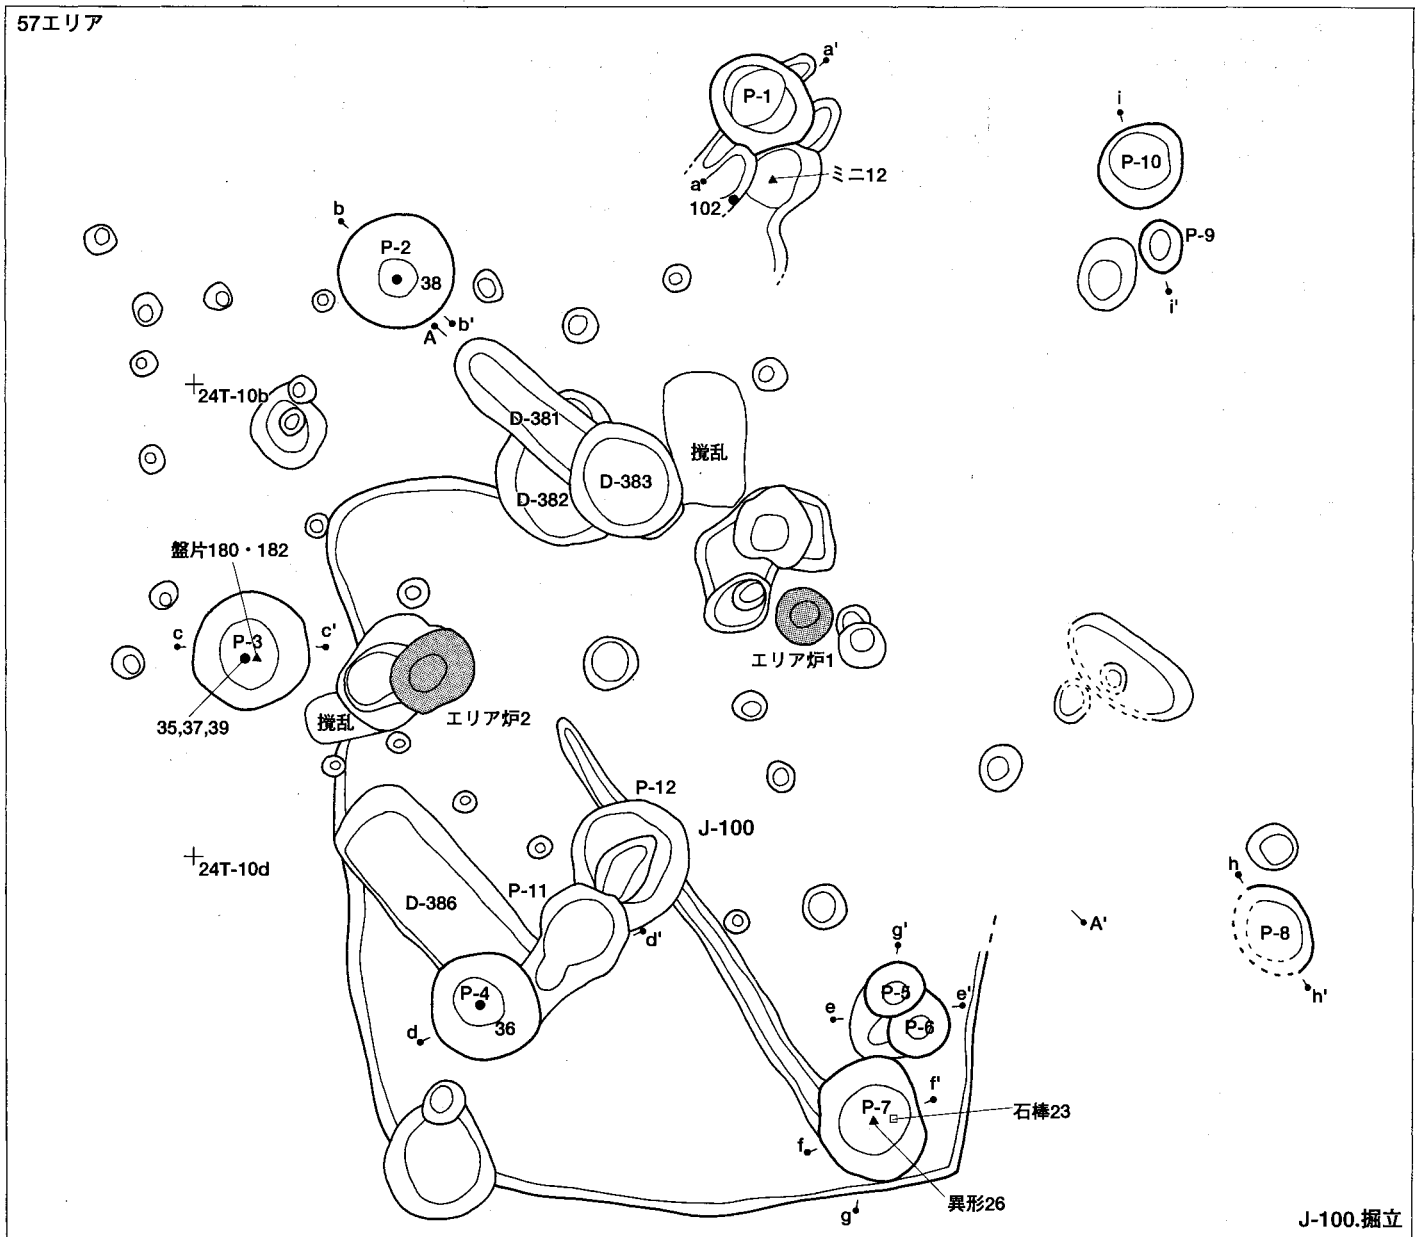 57エリア
a'
P-1
i
P-10
ミニ12
a
102
b
P-2
38
P-9
i'
b'
A
24T-10b
D-381
撹乱
D-383
D-382
盤片180・182
c
P-3
c'
エリア炉1
35,37,39
撹乱
エリア炉2
P-12
J-100
24T-10d
P-11
D-386
h
P-8
A'
d'
g'
P-5
e'
e
P-6
P-4
36
d
h'
f'
P-7
石棒23
f
異形26
g
J-100.掘立